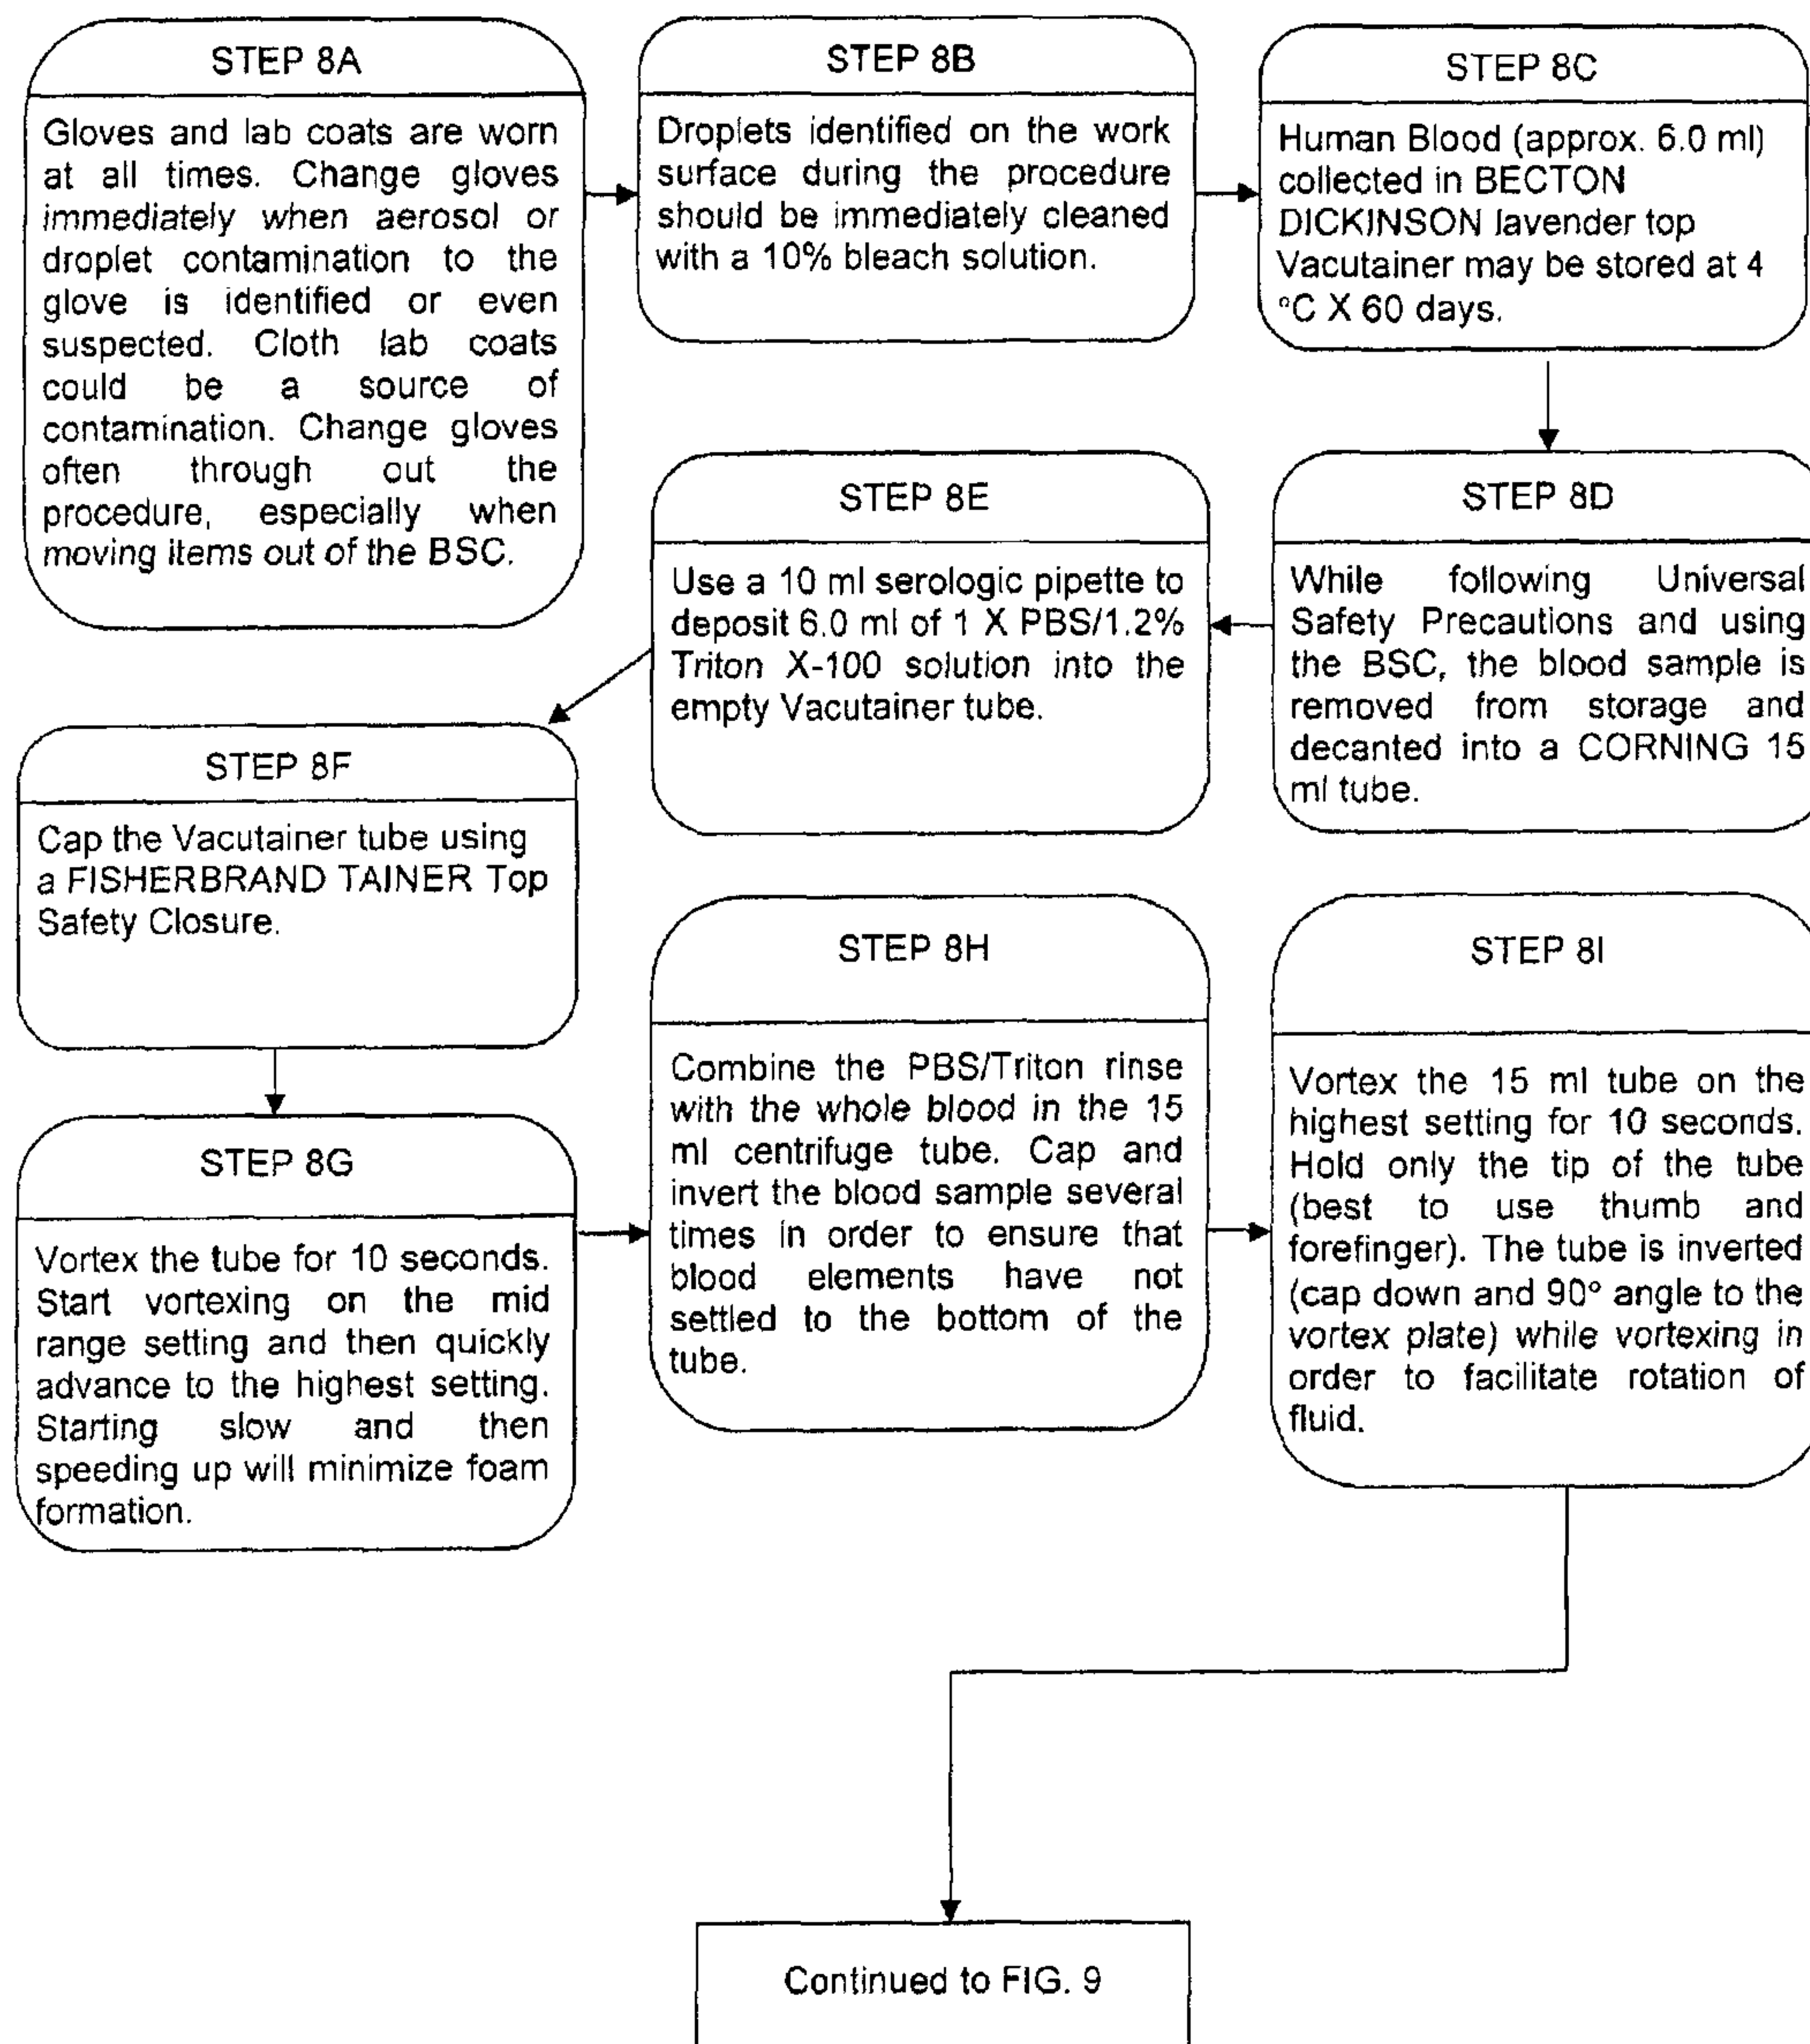 STEP 8A
Gloves and lab coats are worn
at all times. Change gloves
immediately when aerosol or
droplet contamination to the
glove is identified or even
suspected. Cloth lab coats
could be a source of
contamination. Change gloves
often through out the
procedure, especially when
moving items out of the BSC.
STEP 8B
Droplets identified on the work
surface during the procedure
should be immediately cleaned
with a 10% bleach solution.
STEP 8C
Human Blood (approx. 6.0 ml)
collected in BECTON
DICKINSON lavender top
Vacutainer may be stored at 4
°C X 60 days.
STEP 8D
While following Universal
Safety Precautions and using
the BSC, the blood sample is
removed from storage and
decanted into a CORNING 15
ml tube.
STEP 8E
Use a 10 ml serologic pipette to
deposit 6.0 ml of 1 X PBS/1.2%
Triton X-100 solution into the
empty Vacutainer tube.
STEP 8F
Cap the Vacutainer tube using
a FISHERBRAND TAINER Top
Safety Closure.
STEP 8G
Vortex the tube for 10 seconds.
Start vortexing on the mid
range setting and then quickly
advance to the highest setting.
Starting slow and then
speeding up will minimize foam
formation.
STEP 8H
Combine the PBS/Triton rinse
with the whole blood in the 15
ml centrifuge tube. Cap and
invert the blood sample several
times in order to ensure that
blood elements have not
settled to the bottom of the
tube.
STEP 8I
Vortex the 15 ml tube on the
highest setting for 10 seconds.
Hold only the tip of the tube
(best to use thumb and
forefinger). The tube is inverted
(cap down and 90° angle to the
vortex plate) while vortexing in
order to facilitate rotation of
fluid.
Continued to FIG. 9